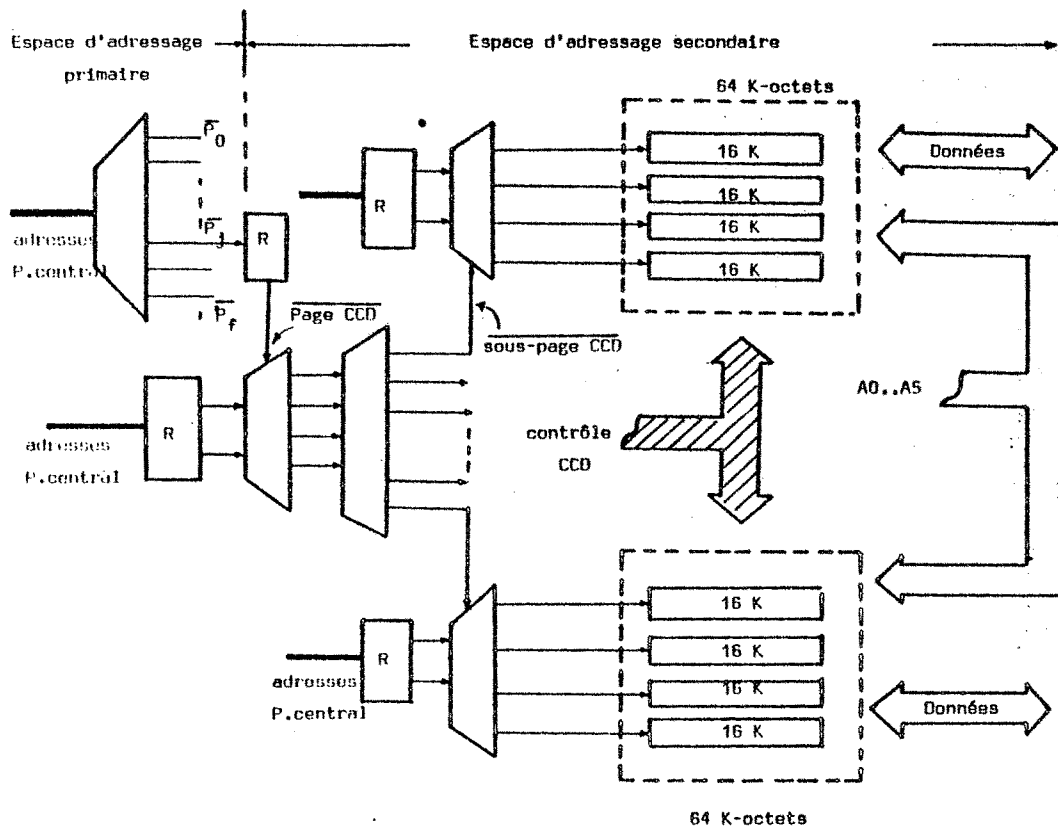 Espace d'adressage
primaire
Espace d'adressage secondaire
64 K-octets
P̅0
P̅j
P̅f
adresses
P.central
R
R
16 K
16 K
16 K
16 K
Données
Page CCD
sous-page CCD
R
adresses
P.central
contrôle
CCD
A0..A5
R
adresses
P.central
16 K
16 K
16 K
16 K
Données
64 K-octets